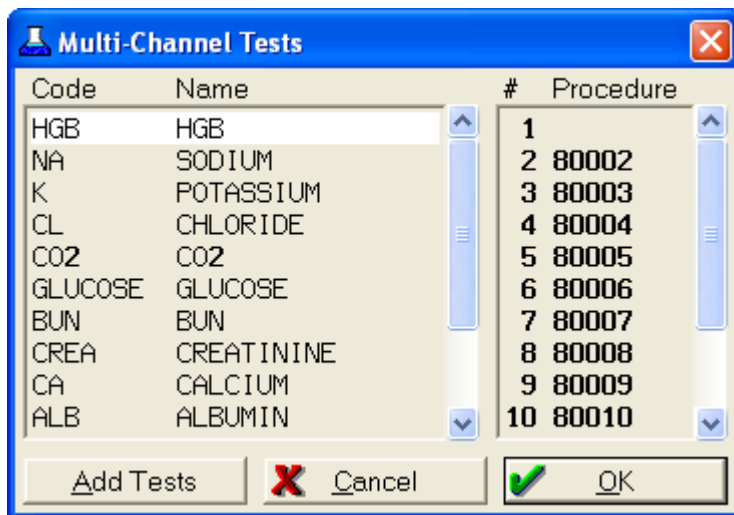 Multi-Channel Tests
Code Name # Procedure
HGB HGB 1
NA SODIUM 2 80002
K POTASSIUM 3 80003
CL CHLORIDE 4 80004
CO2 CO2 5 80005
GLUCOSE GLUCOSE 6 80006
BUN BUN 7 80007
CREA CREATININE 8 80008
CA CALCIUM 9 80009
ALB ALBUMIN 10 80010
Add Tests Cancel OK